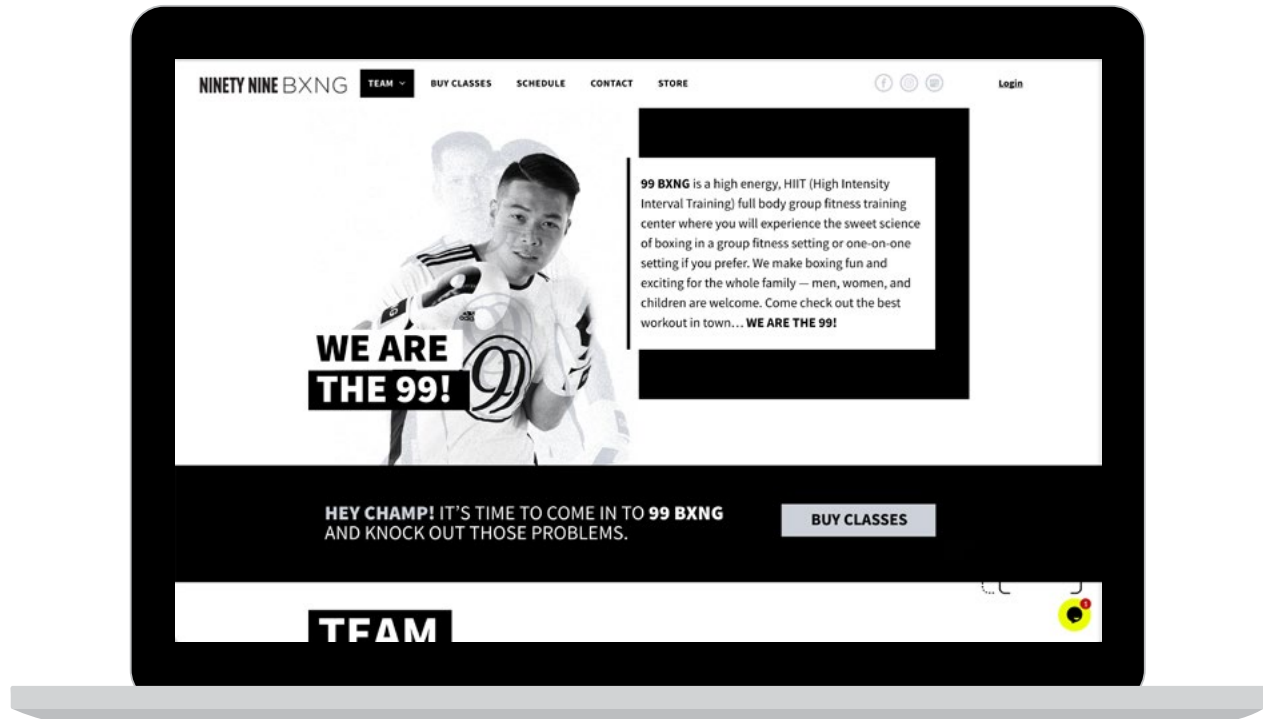 NINETY NINE BXNG
TEAM
BUY CLASSES
SCHEDULE
CONTACT
STORE
Login
99 BXNG is a high energy, HIIT (High Intensity
Interval Training) full body group fitness training
center where you will experience the sweet science
of boxing in a group fitness setting or one-on-one
setting if you prefer. We make boxing fun and
exciting for the whole family — men, women, and
children are welcome. Come check out the best
workout in town... WE ARE THE 99!
WE ARE
THE 99!
99
HEY CHAMP! IT'S TIME TO COME IN TO 99 BXNG
AND KNOCK OUT THOSE PROBLEMS.
BUY CLASSES
TEAM
1